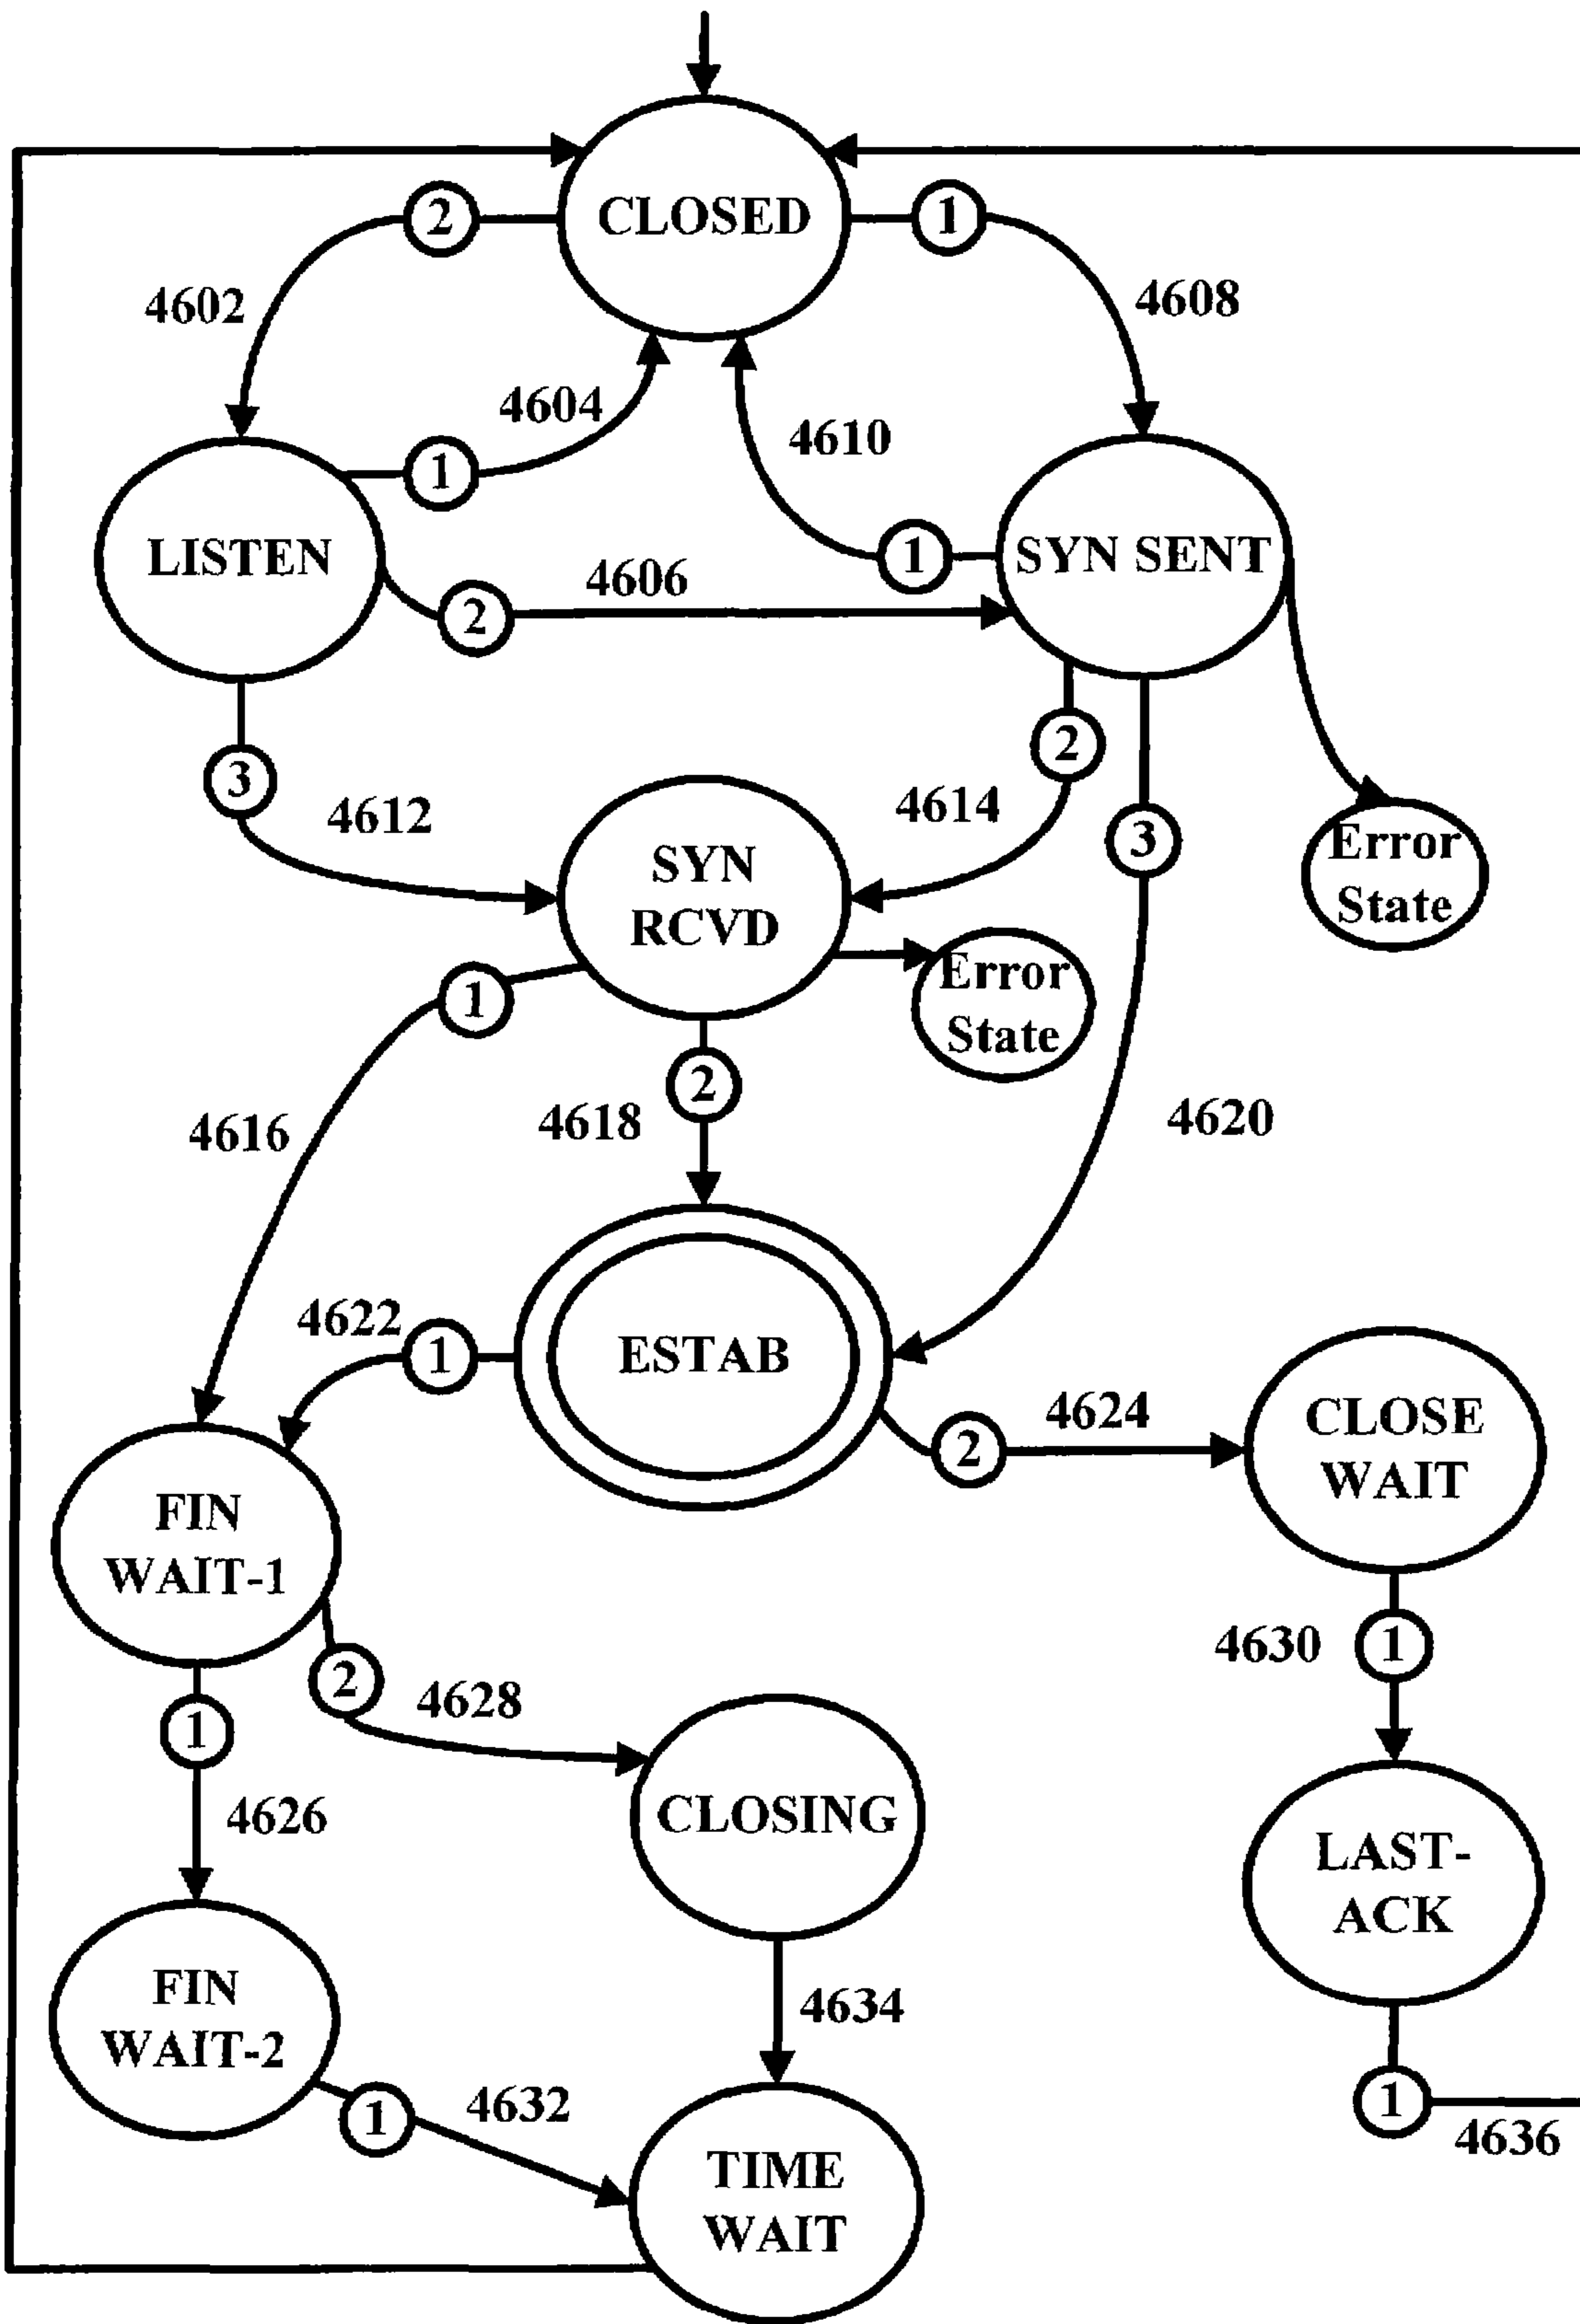 CLOSED
2
1
4602
4608
4604
4610
1
LISTEN
1
SYN SENT
4606
2
3
2
4612
4614
3
SYN
RCVD
Error
State
Error
State
1
2
4616
4618
4620
4622
1
ESTAB
4624
2
CLOSE
WAIT
FIN
WAIT-1
4630
1
2
4628
1
4626
CLOSING
LAST-
ACK
FIN
WAIT-2
4634
1
4632
1
4636
TIME
WAIT